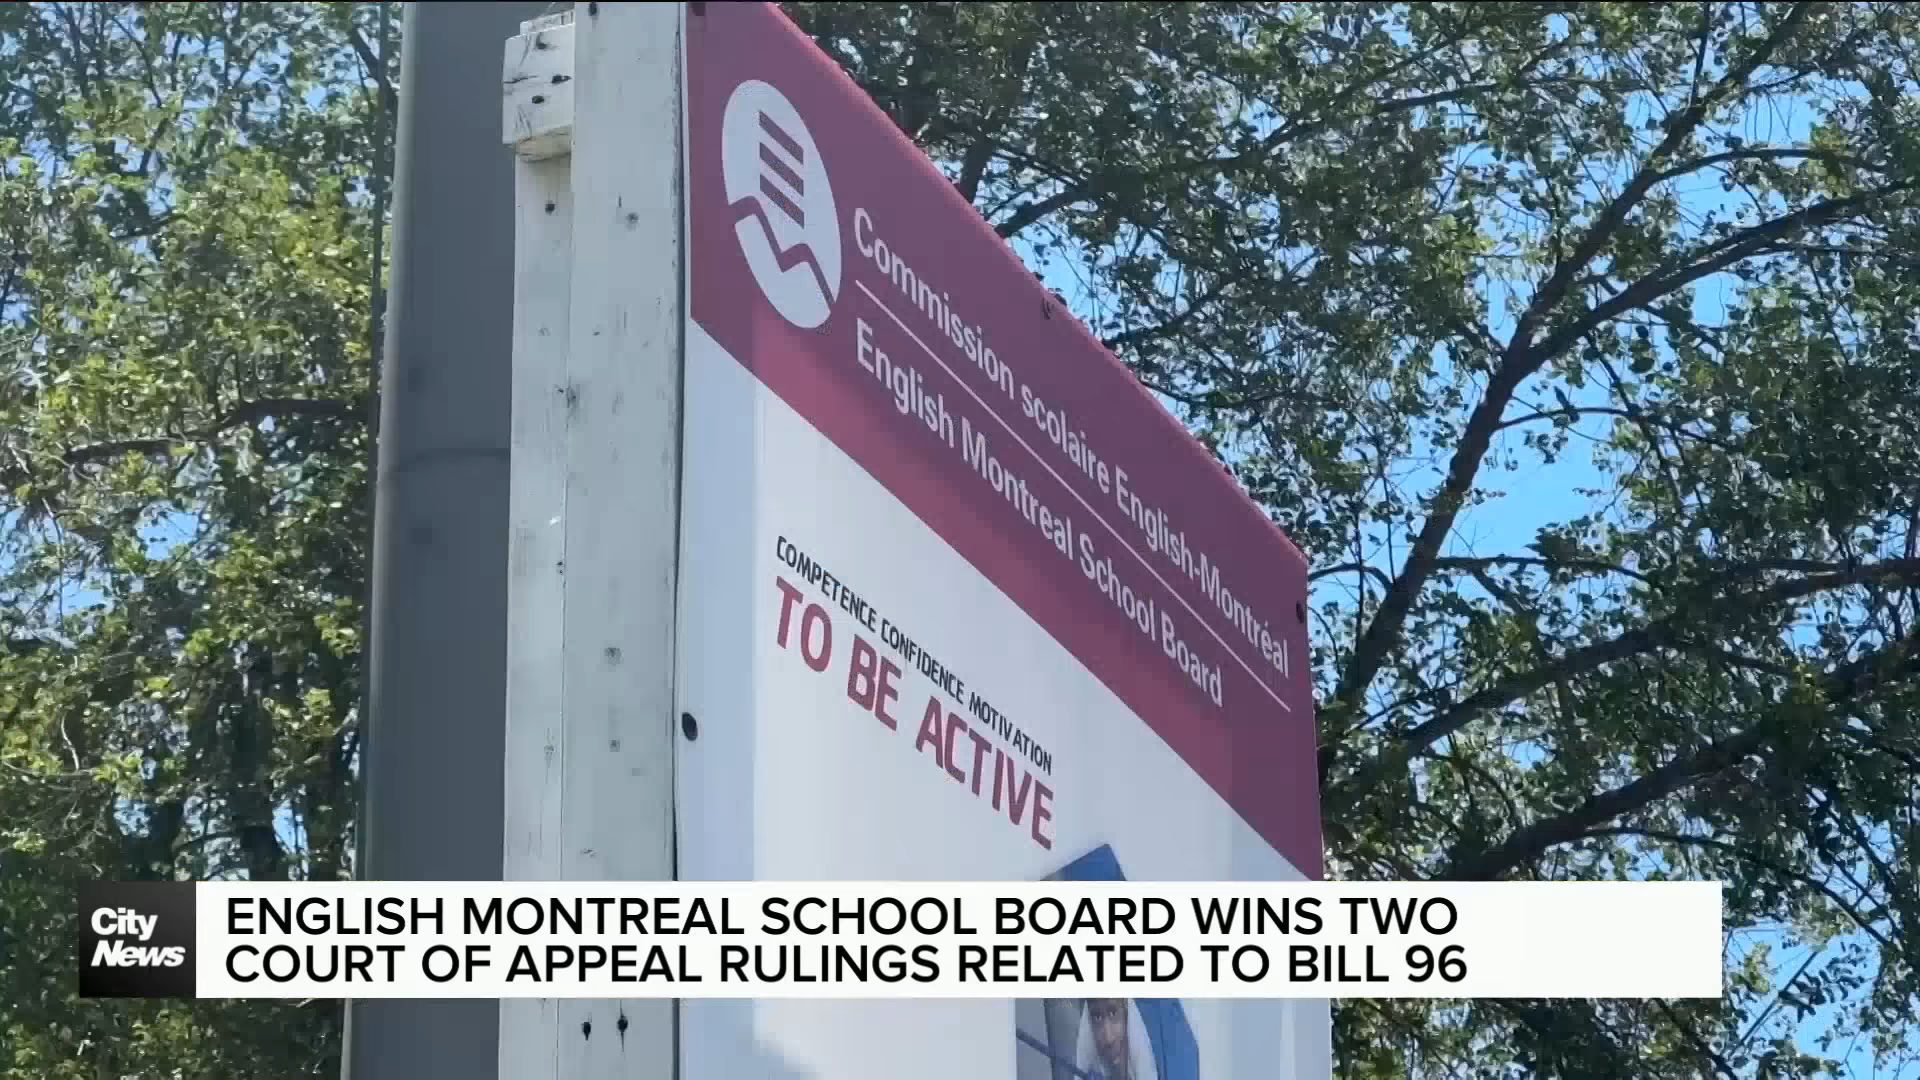 Commission scolaire English-Montréal
English Montreal School Board
COMPETENCE CONFIDENCE MOTIVATION
TO BE ACTIVE
City
News
ENGLISH MONTREAL SCHOOL BOARD WINS TWO
COURT OF APPEAL RULINGS RELATED TO BILL 96